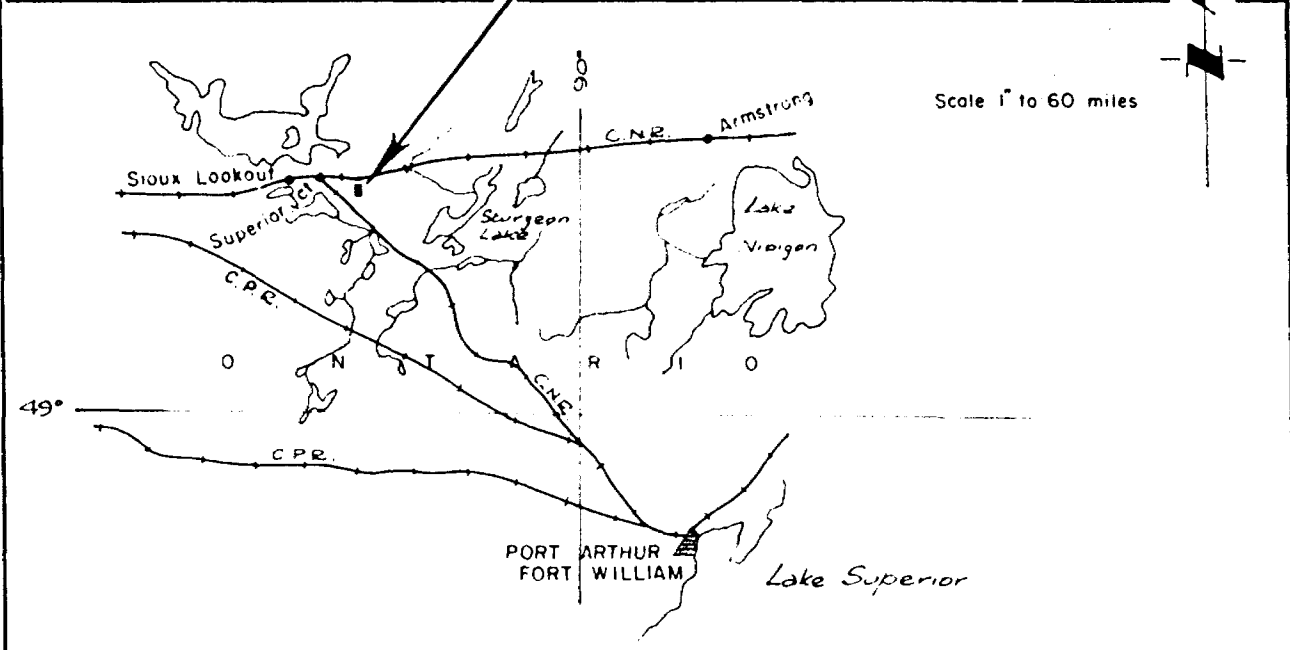 90°
Scale 1" to 60 miles
Armstrong
C.N.R.
Sioux Lookout
Superior Jct
Sturgeon
Lake
Lake
Nipigon
C.P.R.
O N T A R I O
C.N.R.
49°
C.P.R.
PORT ARTHUR
FORT WILLIAM
Lake Superior